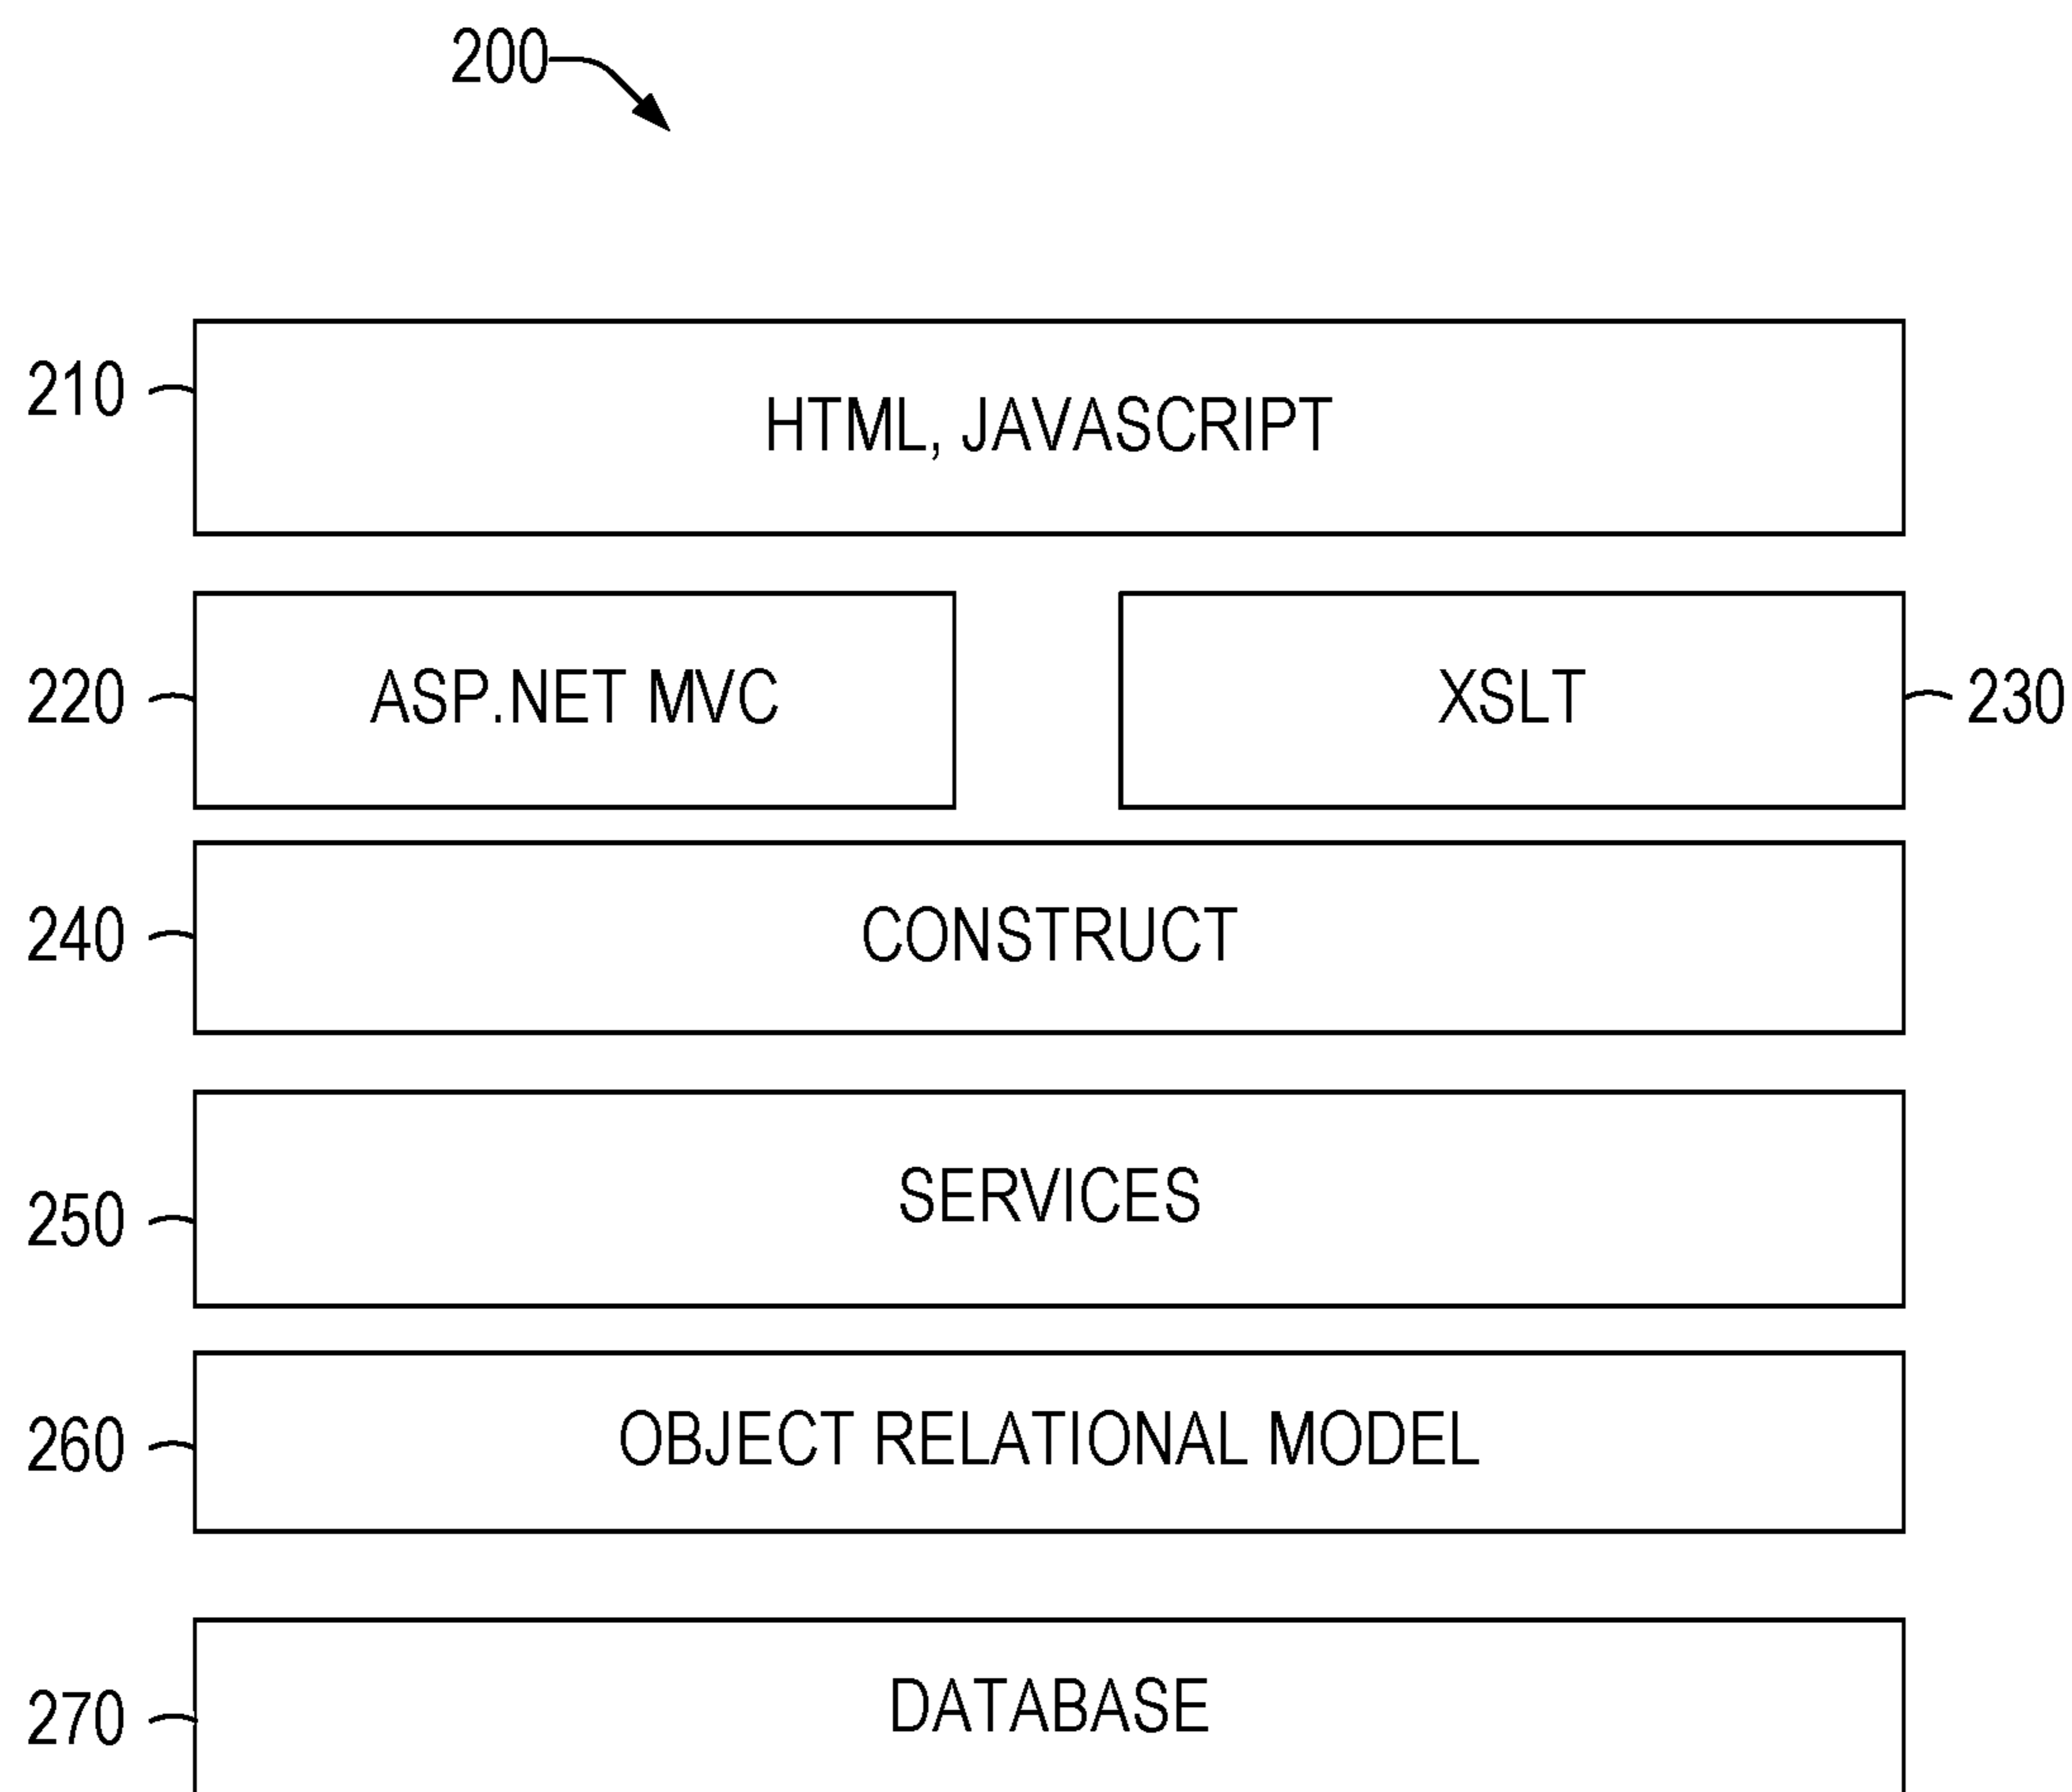 200
210
HTML, JAVASCRIPT
220
ASP.NET MVC
XSLT
230
240
CONSTRUCT
250
SERVICES
260
OBJECT RELATIONAL MODEL
270
DATABASE